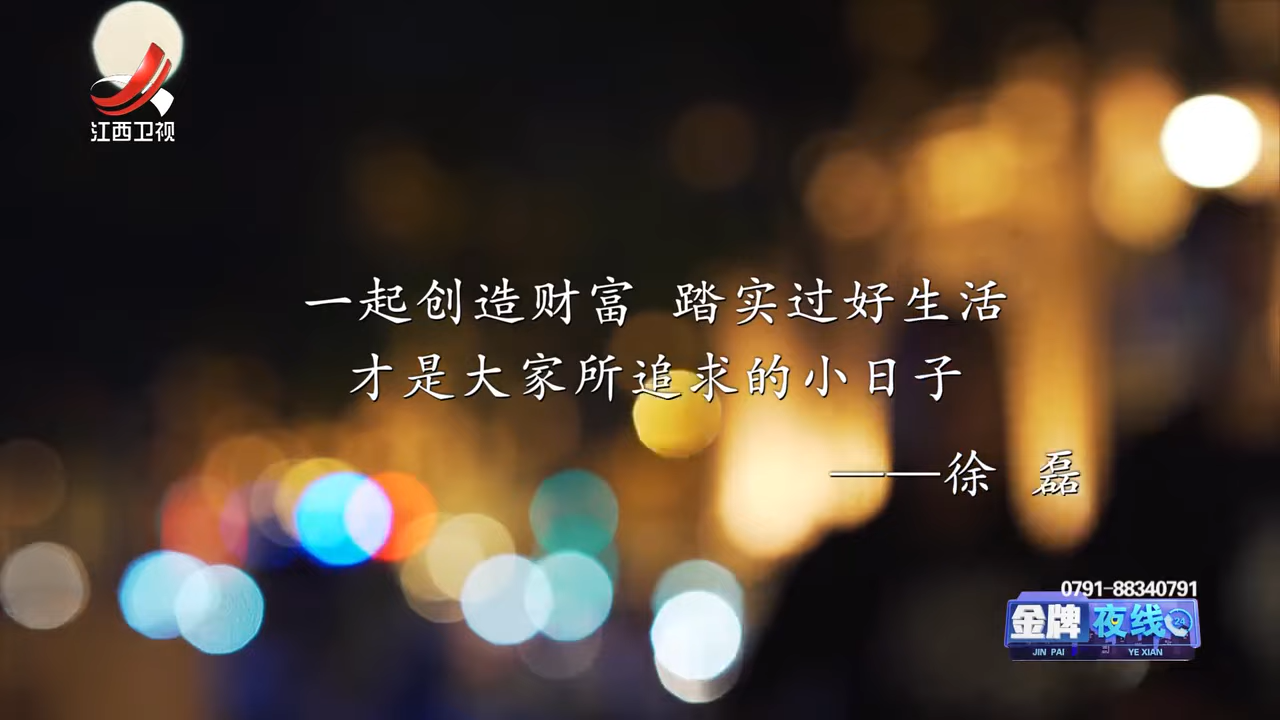 江西卫视
一起创造财富 踏实过好生活
才是大家所追求的小日子
——徐 磊
0791-88340791
金牌夜线
24
JIN PAI YE XIAN